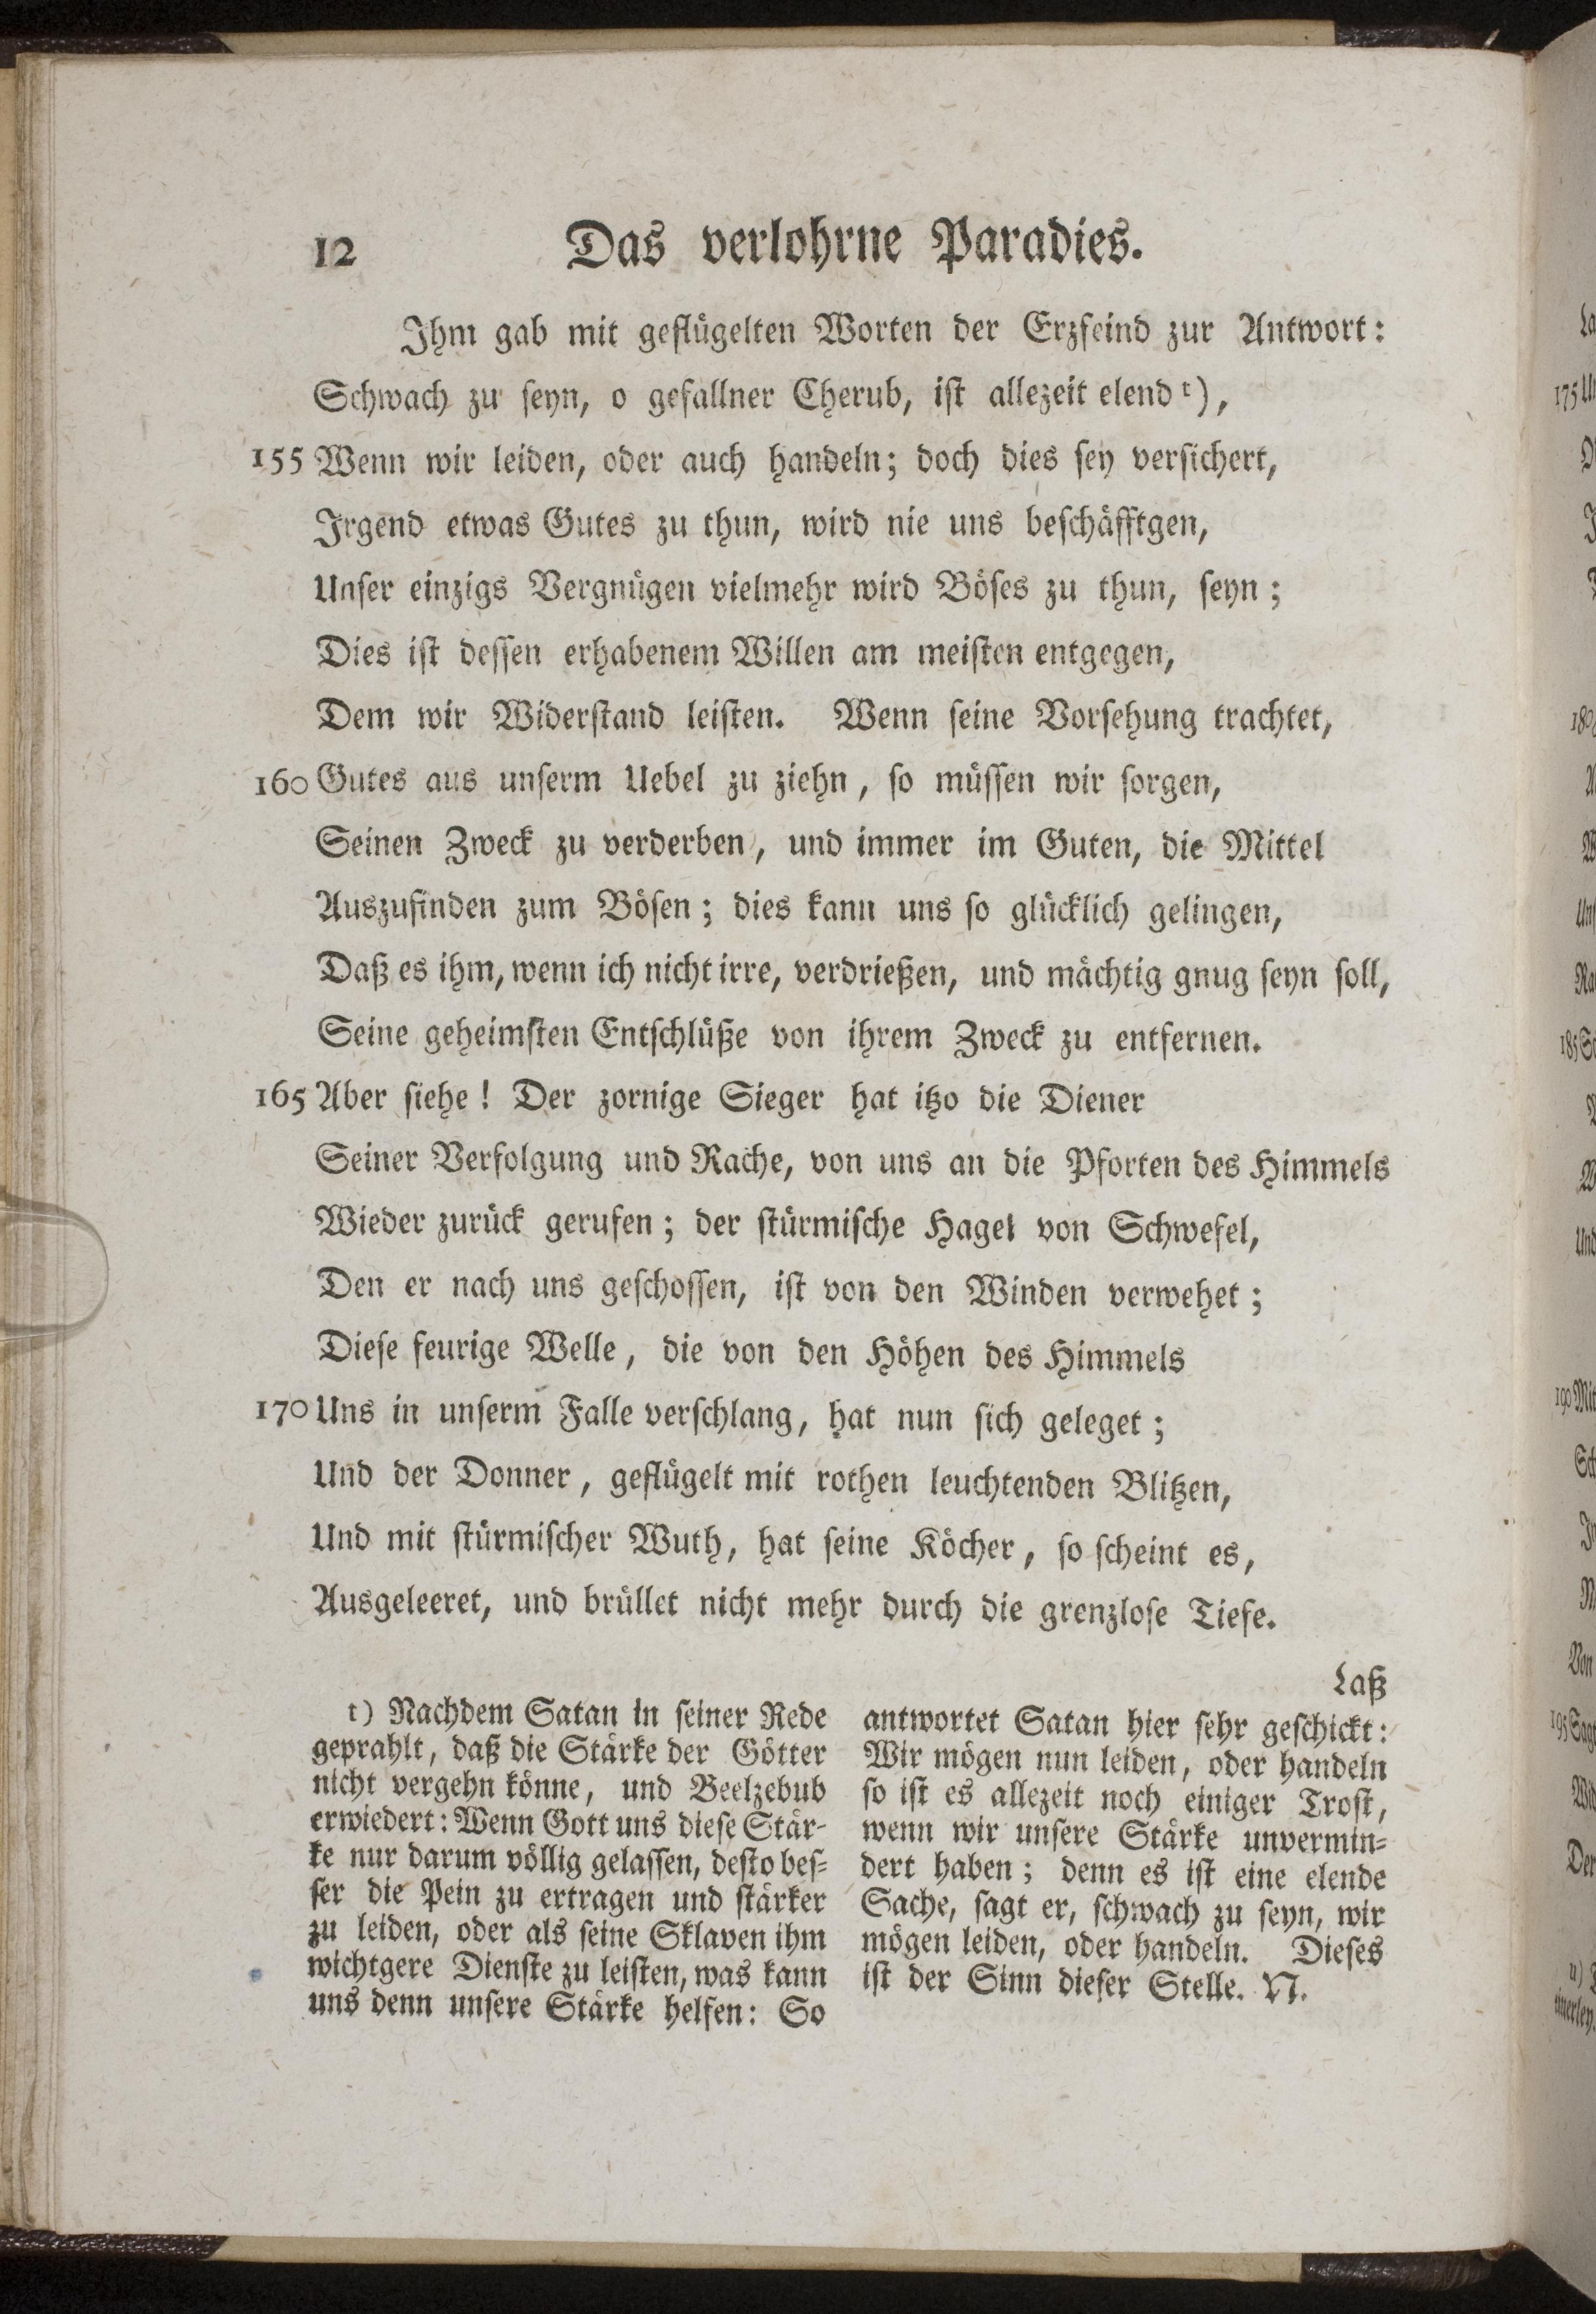 12 Das verlohrne Paradies.
Ihm gab mit geflügelten Worten der Erzfeind zur Antwort:
Schwach zu seyn, o gefallner Cherub, ist allezeit elend t),
155 Wenn wir leiden, oder auch handeln; doch dies sey versichert,
Irgend etwas Gutes zu thun, wird nie uns beschäfftgen,
Unser einzigs Vergnügen vielmehr wird Böses zu thun, seyn;
Dies ist dessen erhabenem Willen am meisten entgegen,
Dem wir Widerstand leisten. Wenn seine Vorsehung trachtet,
160 Gutes aus unserm Uebel zu ziehn, so müssen wir sorgen,
Seinen Zweck zu verderben, und immer im Guten, die Mittel
Auszufinden zum Bösen; dies kann uns so glücklich gelingen,
Daß es ihm, wenn ich nicht irre, verdrießen, und mächtig gnug seyn soll,
Seine geheimsten Entschlüße von ihrem Zweck zu entfernen.
165 Aber siehe! Der zornige Sieger hat itzo die Diener
Seiner Verfolgung und Rache, von uns an die Pforten des Himmels
Wieder zurück gerufen; der stürmische Hagel von Schwefel,
Den er nach uns geschossen, ist von den Winden verwehet;
Diese feurige Welle, die von den Höhen des Himmels
170 Uns in unserm Falle verschlang, hat nun sich geleget;
Und der Donner, geflügelt mit rothen leuchtenden Blitzen,
Und mit stürmischer Wuth, hat seine Köcher, so scheint es,
Ausgeleeret, und brüllet nicht mehr durch die grenzlose Tiefe.
Laß
t) Nachdem Satan in seiner Rede
geprahlt, daß die Stärke der Götter
nicht vergehn könne, und Beelzebub
erwiedert: Wenn Gott uns diese Stär-
ke nur darum völlig gelassen, desto bes-
ser die Pein zu ertragen und stärker
zu leiden, oder als seine Sklaven ihm
wichtgere Dienste zu leisten, was kann
uns denn unsere Stärke helfen: So
antwortet Satan hier sehr geschickt:
Wir mögen nun leiden, oder handeln
so ist es allezeit noch einiger Trost,
wenn wir unsere Stärke unvermin-
dert haben; denn es ist eine elende
Sache, sagt er, schwach zu seyn, wir
mögen leiden, oder handeln. Dieses
ist der Sinn dieser Stelle. N.